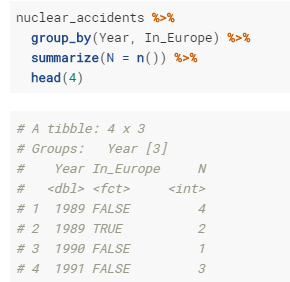 nuclear_accidents %>%
  group_by(Year, In_Europe) %>%
  summarize(N = n()) %>%
  head(4)
# A tibble: 4 x 3
# Groups:   Year [3]
#    Year In_Europe     N
#   <dbl> <fct>     <int>
# 1  1989 FALSE         4
# 2  1989 TRUE          2
# 3  1990 FALSE         1
# 4  1991 FALSE         3